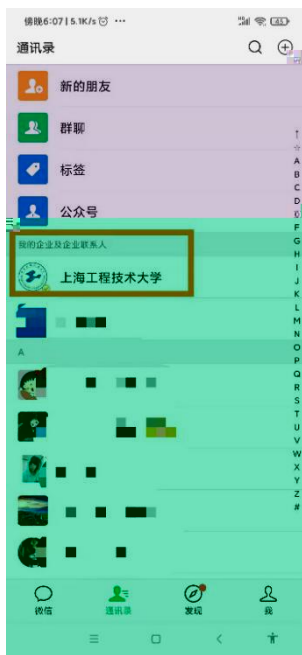 傍晚6:07 | 5.1K/s
通讯录
新的朋友
群聊
标签
公众号
我的企业及企业联系人
上海工程技术大学
A
↑
☆
A
B
C
D
E
F
G
H
I
J
K
L
M
N
O
P
Q
R
S
T
U
V
W
X
Y
Z
#
微信
通讯录
发现
我